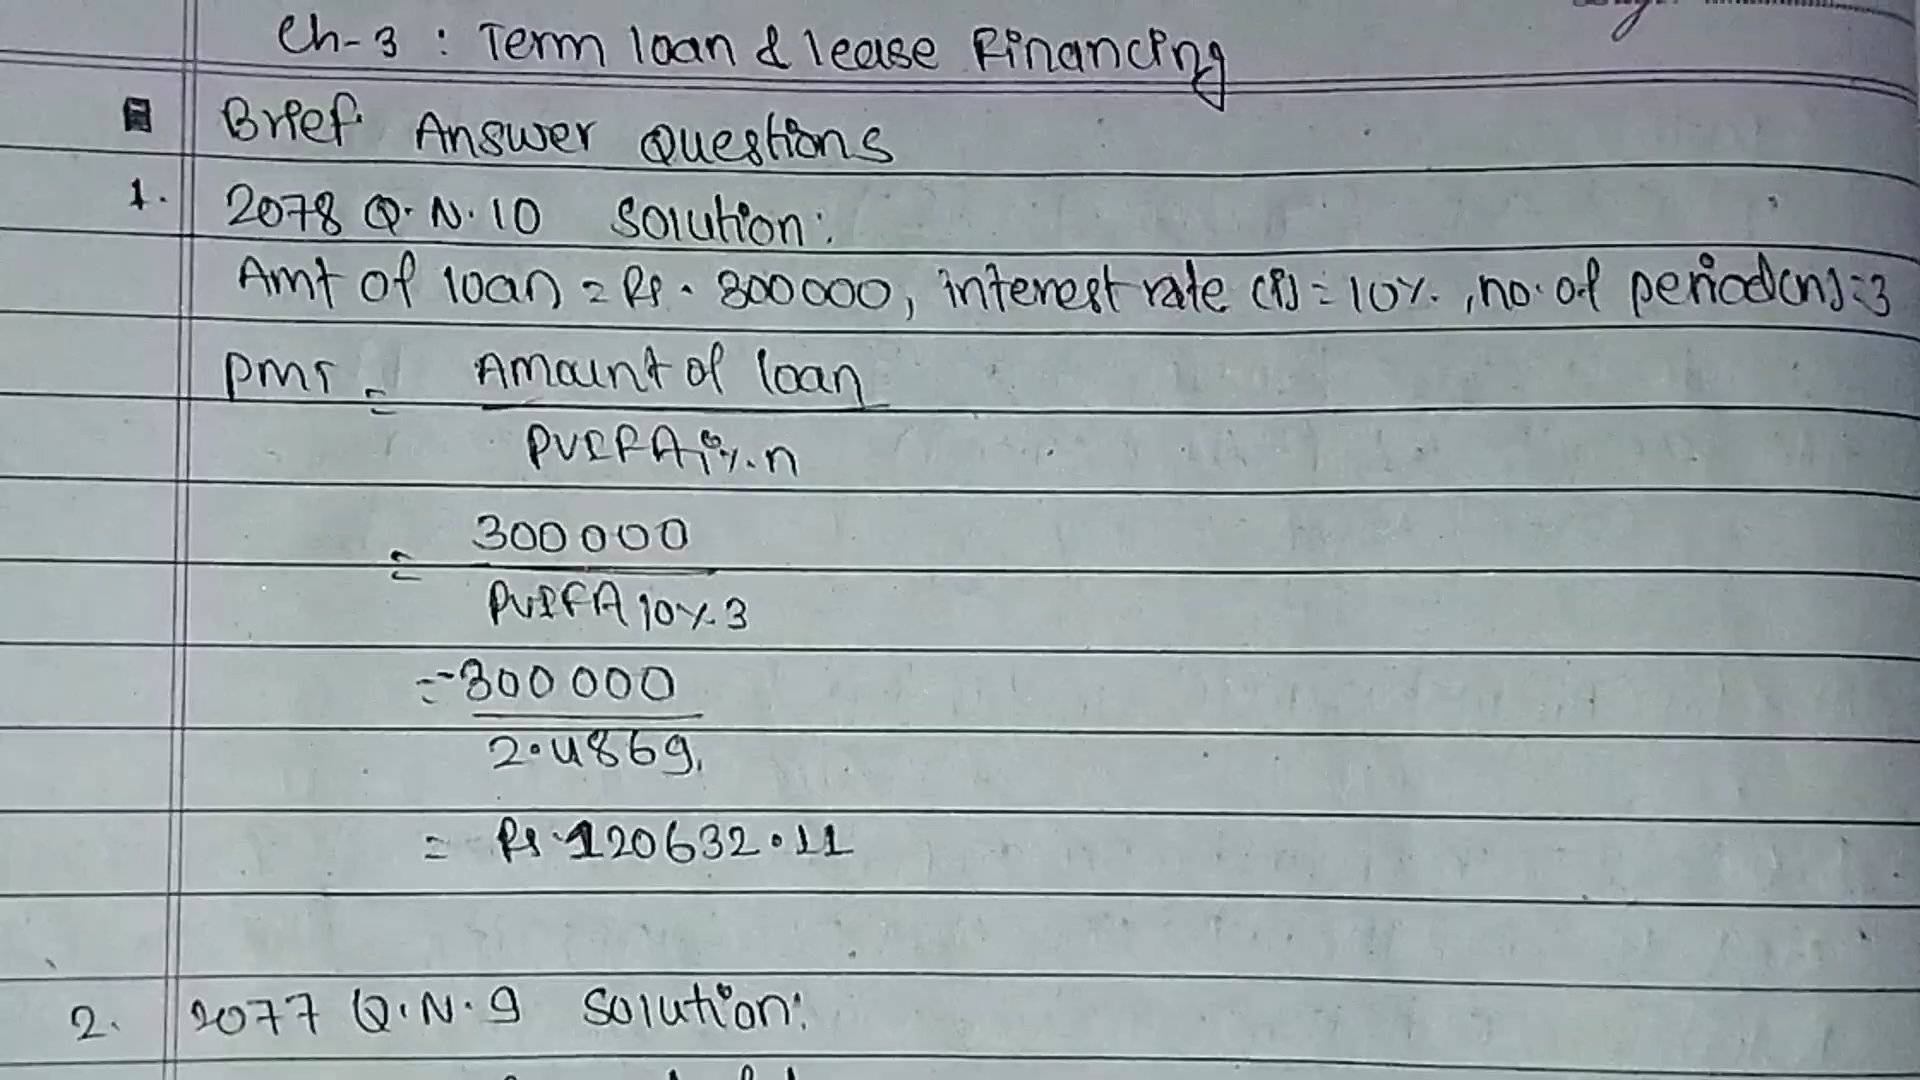 Ch-3 : Term loan & lease Financing
Brief Answer Questions
1. 2078 Q.N.10 Solution:
Amt of loan = Rs. 300000, interest rate (i) = 10%, no. of period(n) = 3
PMT = Amount of loan
PVIFA i%.n
= 300000
PVIFA 10%.3
= 300000
2.4869
= Rs. 120632.11
2. 2077 Q.N.9 Solution: